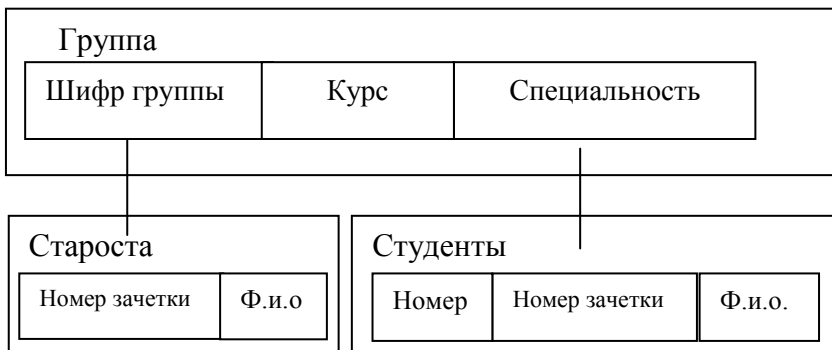 Группа
Шифр группы Курс Специальность
Староста
Номер зачетки Ф.и.о
Студенты
Номер Номер зачетки Ф.и.о.